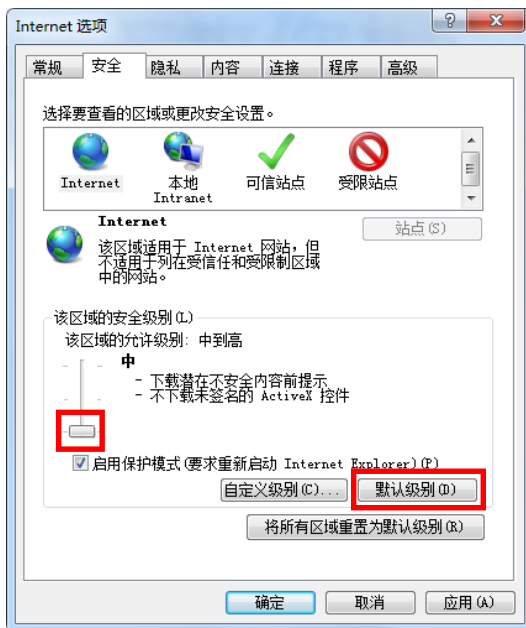 Internet 选项
常规 安全 隐私 内容 连接 程序 高级
选择要查看的区域或更改安全设置。
Internet 本地 Intranet 可信站点 受限站点
Internet
站点(S)
该区域适用于 Internet 网站，但
不适用于列在受信任和受限制区域
中的网站。
该区域的安全级别(L)
该区域的允许级别: 中到高
中
- 下载潜在不安全内容前提示
- 不下载未签名的 ActiveX 控件
启用保护模式(要求重新启动 Internet Explorer)(P)
自定义级别(C)... 默认级别(D)
将所有区域重置为默认级别(R)
确定 取消 应用(A)